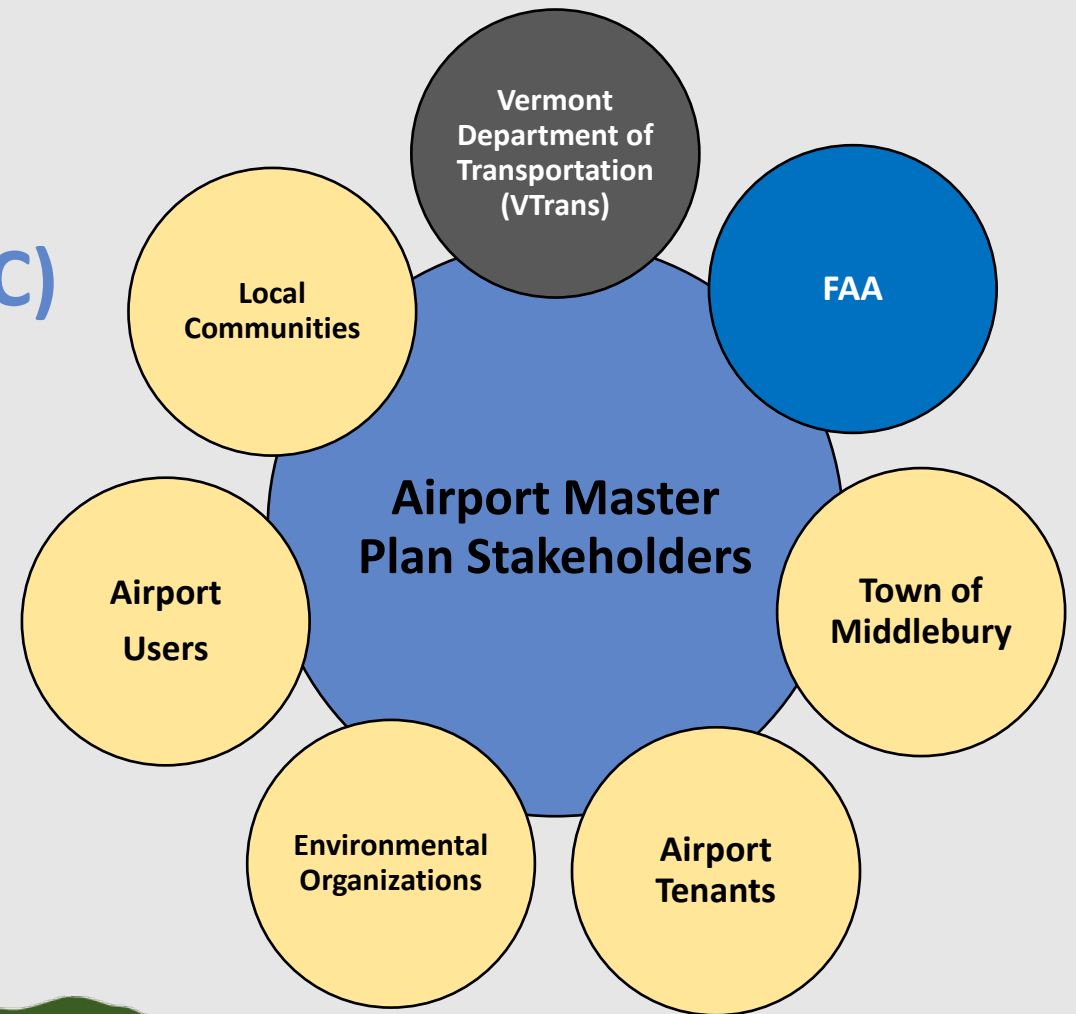 C)
Vermont
Department of
Transportation
(VTrans)
FAA
Local
Communities
Airport Master
Plan Stakeholders
Airport
Users
Town of
Middlebury
Environmental
Organizations
Airport
Tenants